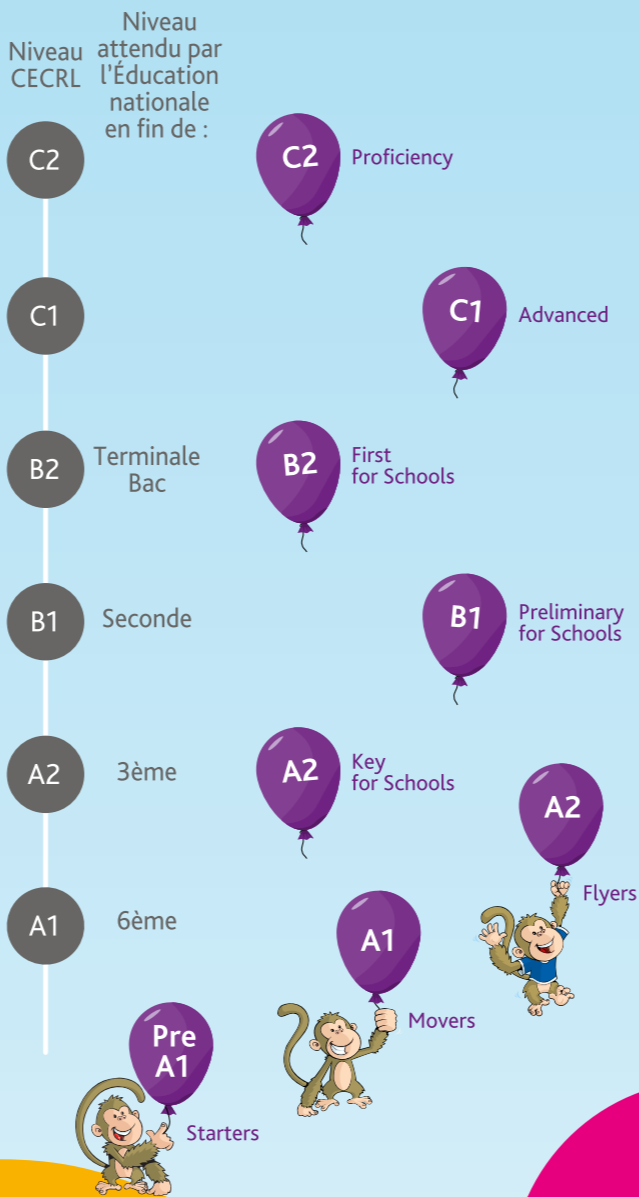 Niveau
CECRL
Niveau
attendu par
l'Éducation
nationale
en fin de :
C2
C2
Proficiency
C1
C1
Advanced
B2
Terminale
Bac
B2
First
for Schools
B1
Seconde
B1
Preliminary
for Schools
A2
3ème
A2
Key
for Schools
A2
Flyers
A1
6ème
A1
Movers
Pre
A1
Starters